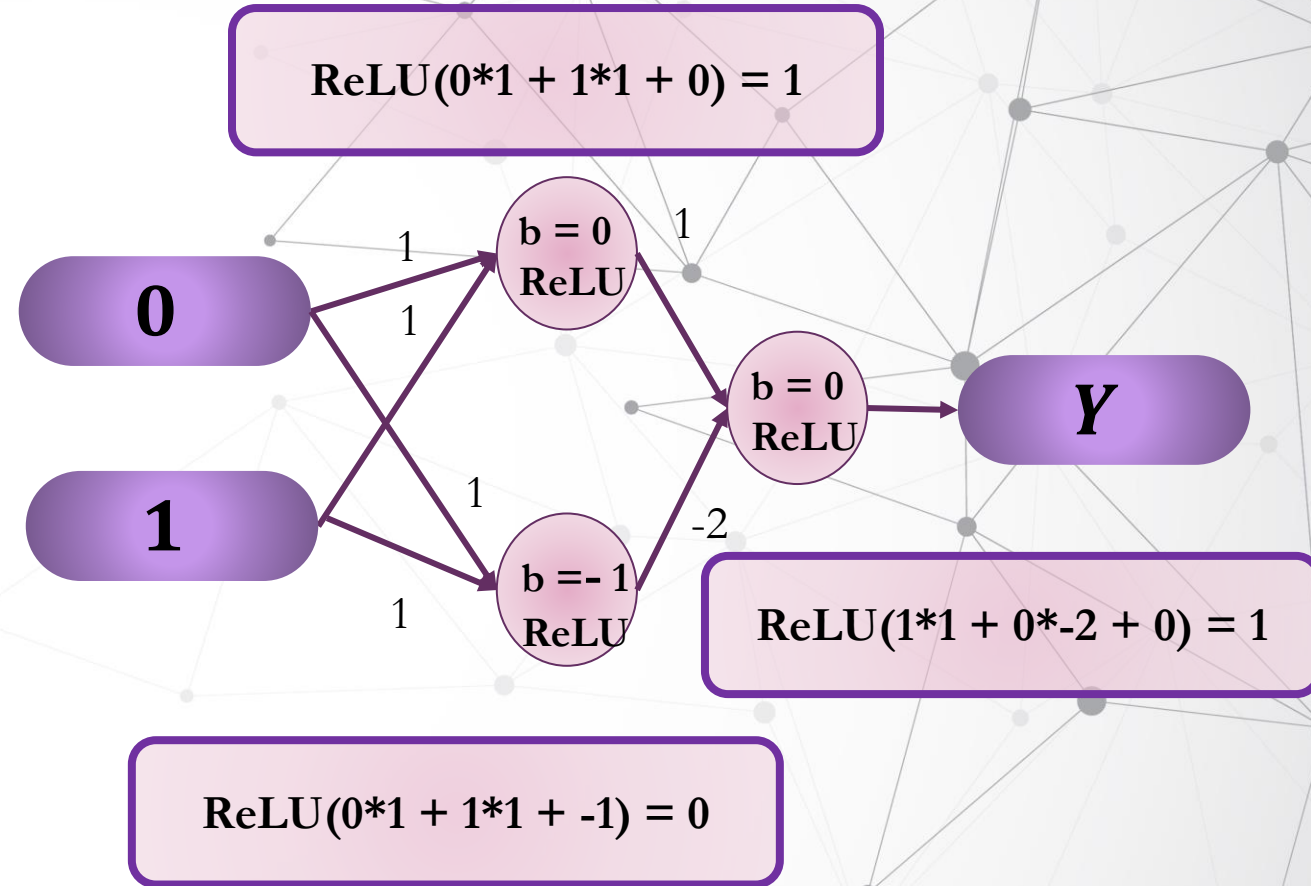 ReLU(0*1 + 1*1 + 0) = 1
1
b = 0
ReLU
1
0
1
b = 0
ReLU
Y
1
1
-2
1
b =- 1
ReLU
ReLU(1*1 + 0*-2 + 0) = 1
ReLU(0*1 + 1*1 + -1) = 0